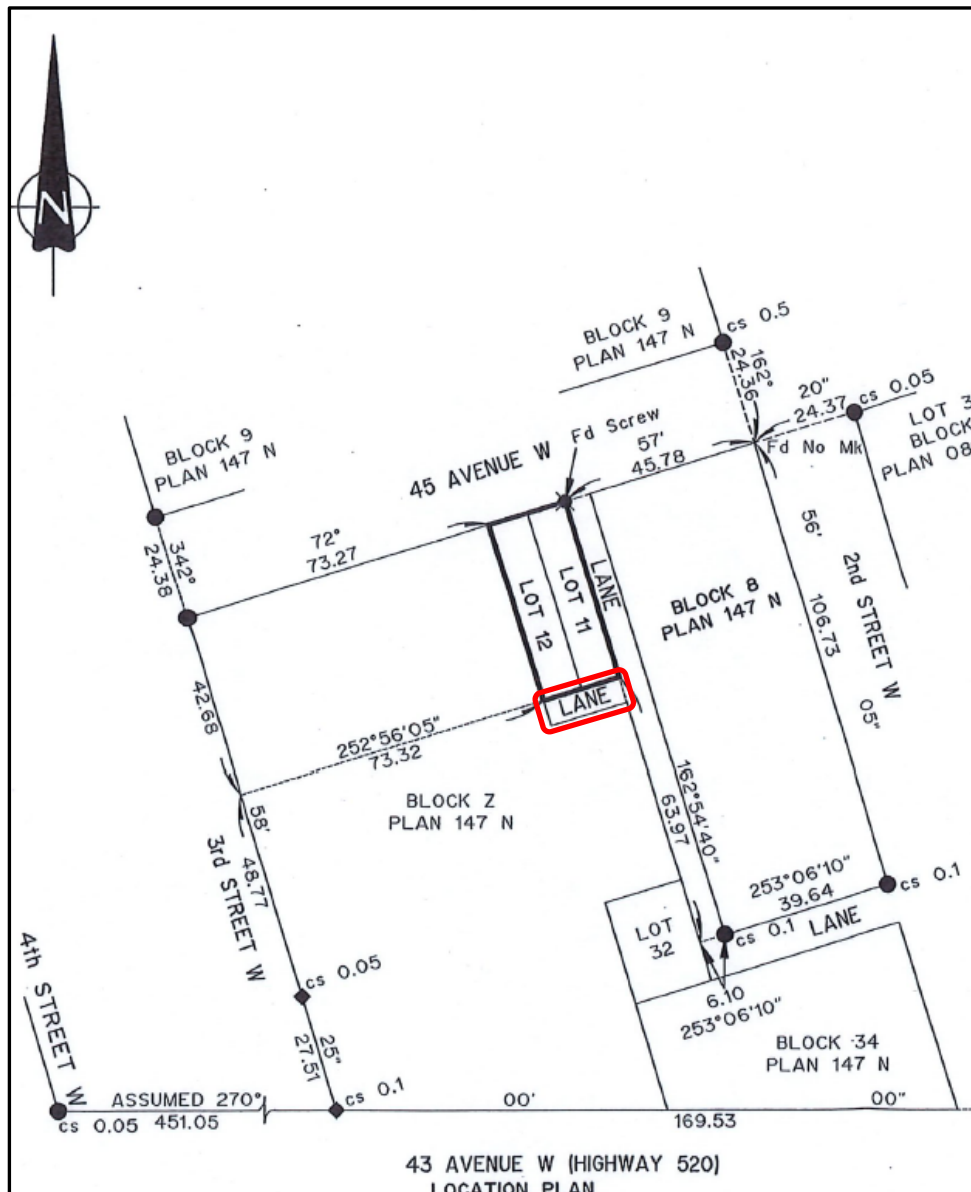 N
BLOCK 9
PLAN 147 N
cs 0.5
162°
24.36
20"
24.37
cs 0.05
LOT 3
BLOCK
PLAN 08
Fd No Mk
BLOCK 9
PLAN 147 N
45 AVENUE W
Fd Screw
57'
45.78
342°
24.38
72°
73.27
LOT 12
LOT 11
LANE
BLOCK 8
PLAN 147 N
56'
106.73
05"
2nd STREET W
42.68
LANE
252°56'05"
73.32
BLOCK Z
PLAN 147 N
58'
48.77
3rd STREET W
162°54'40"
63.97
253°06'10"
39.64
cs 0.1
LANE
LOT
32
cs 0.1
6.10
253°06'10"
cs 0.05
4th STREET W
25"
27.51
BLOCK 34
PLAN 147 N
ASSUMED 270°
cs 0.05
451.05
cs 0.1
00'
169.53
00"
43 AVENUE W (HIGHWAY 520)
LOCATION PLAN